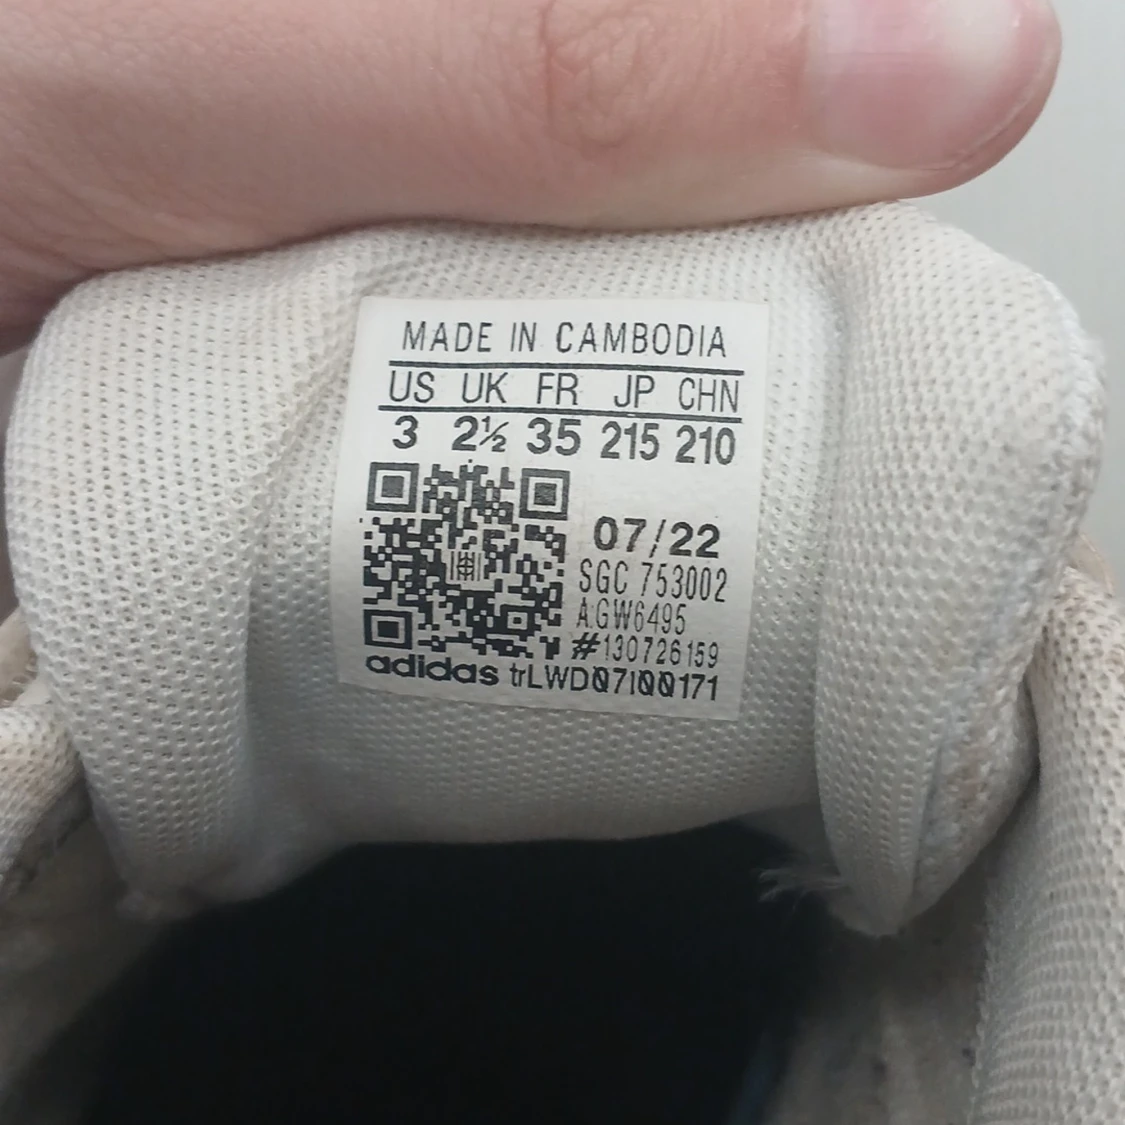 MADE IN CAMBODIA
US UK FR JP CHN
3 2½ 35 215 210
07/22
SGC 753002
A:GW6495
#130726159
adidas trLWD07I00171